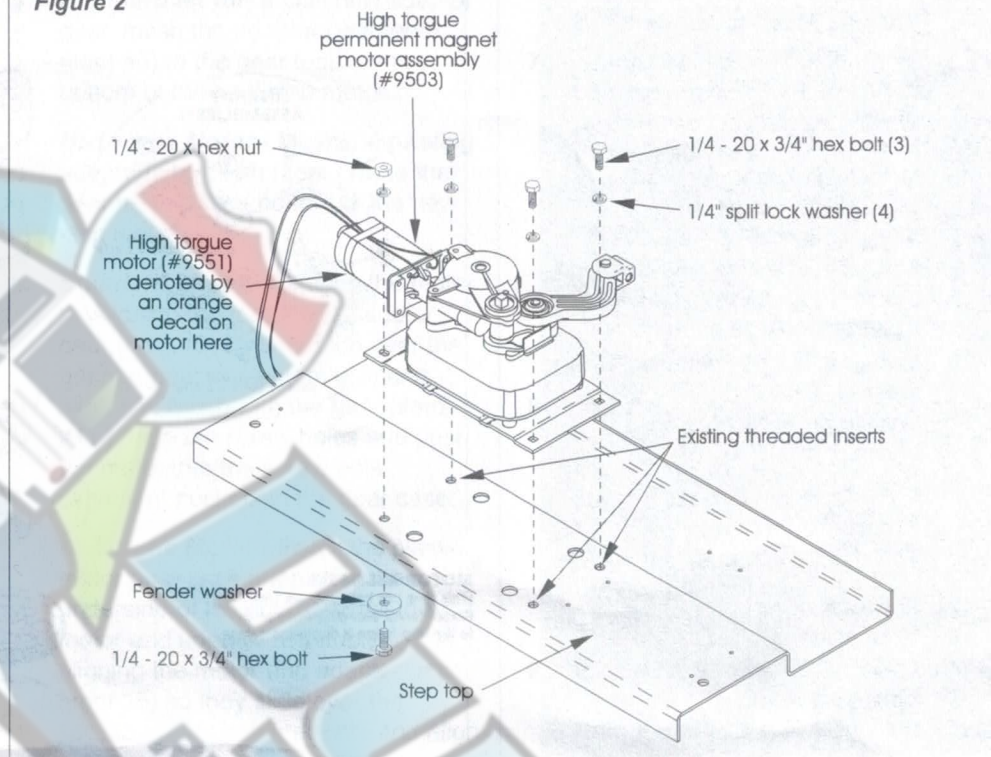 Figure 2
High torque
permanent magnet
motor assembly
(#9503)
1/4 - 20 x hex nut
1/4 - 20 x 3/4" hex bolt (3)
1/4" split lock washer (4)
High torque
motor (#9551)
denoted by
an orange
decal on
motor here
Existing threaded inserts
Fender washer
1/4 - 20 x 3/4" hex bolt
Step top